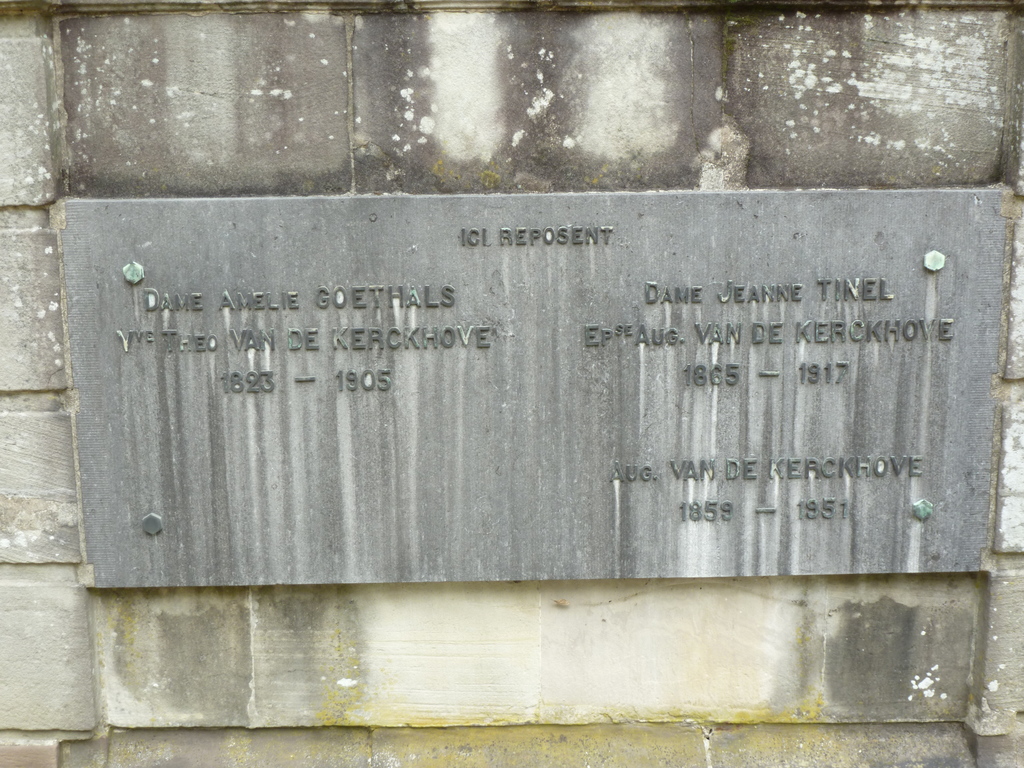 ICI REPOSENT
DAME AMELIE GOETHALS
Vve THEO VAN DE KERCKHOVE
1823 — 1905
DAME JEANNE TINEL
EPse AUG. VAN DE KERCKHOVE
1865 — 1917
AUG. VAN DE KERCKHOVE
1859 — 1951